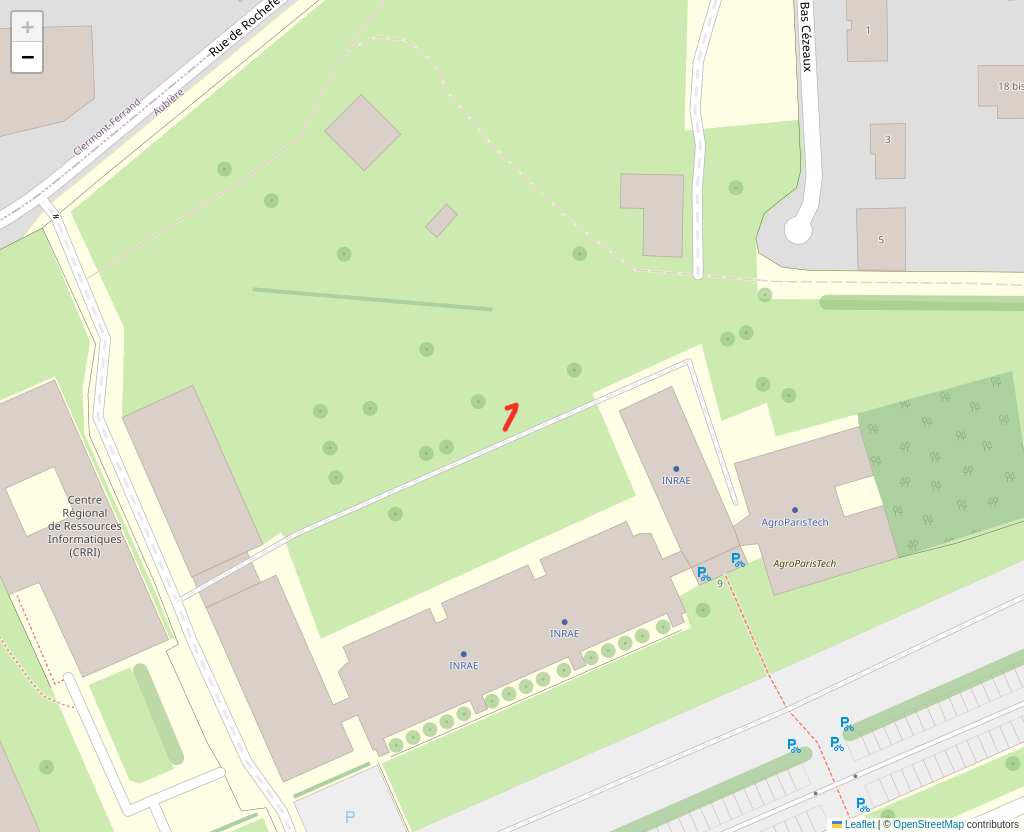 +
−
Rue de Rochefe
Clermont-Ferrand
Aubière
Bas Cézeaux
1
18 bis
3
5
1
Centre
Régional
de Ressources
Informatiques
(CRRI)
INRAE
AgroParisTech
AgroParisTech
9
INRAE
INRAE
P
P
P
P
P
P
P
Leaflet | © OpenStreetMap contributors